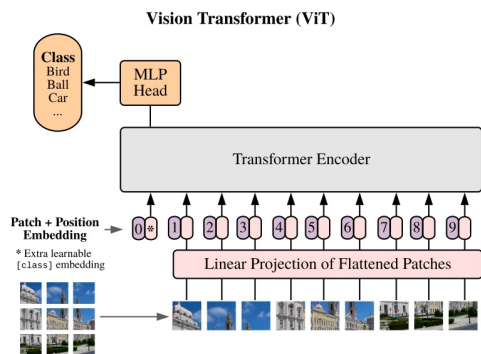 Vision Transformer (ViT)
Class
Bird
Ball
Car
...
MLP
Head
Transformer Encoder
Patch + Position
Embedding
0 * 1 2 3 4 5 6 7 8 9
* Extra learnable
[class] embedding
Linear Projection of Flattened Patches